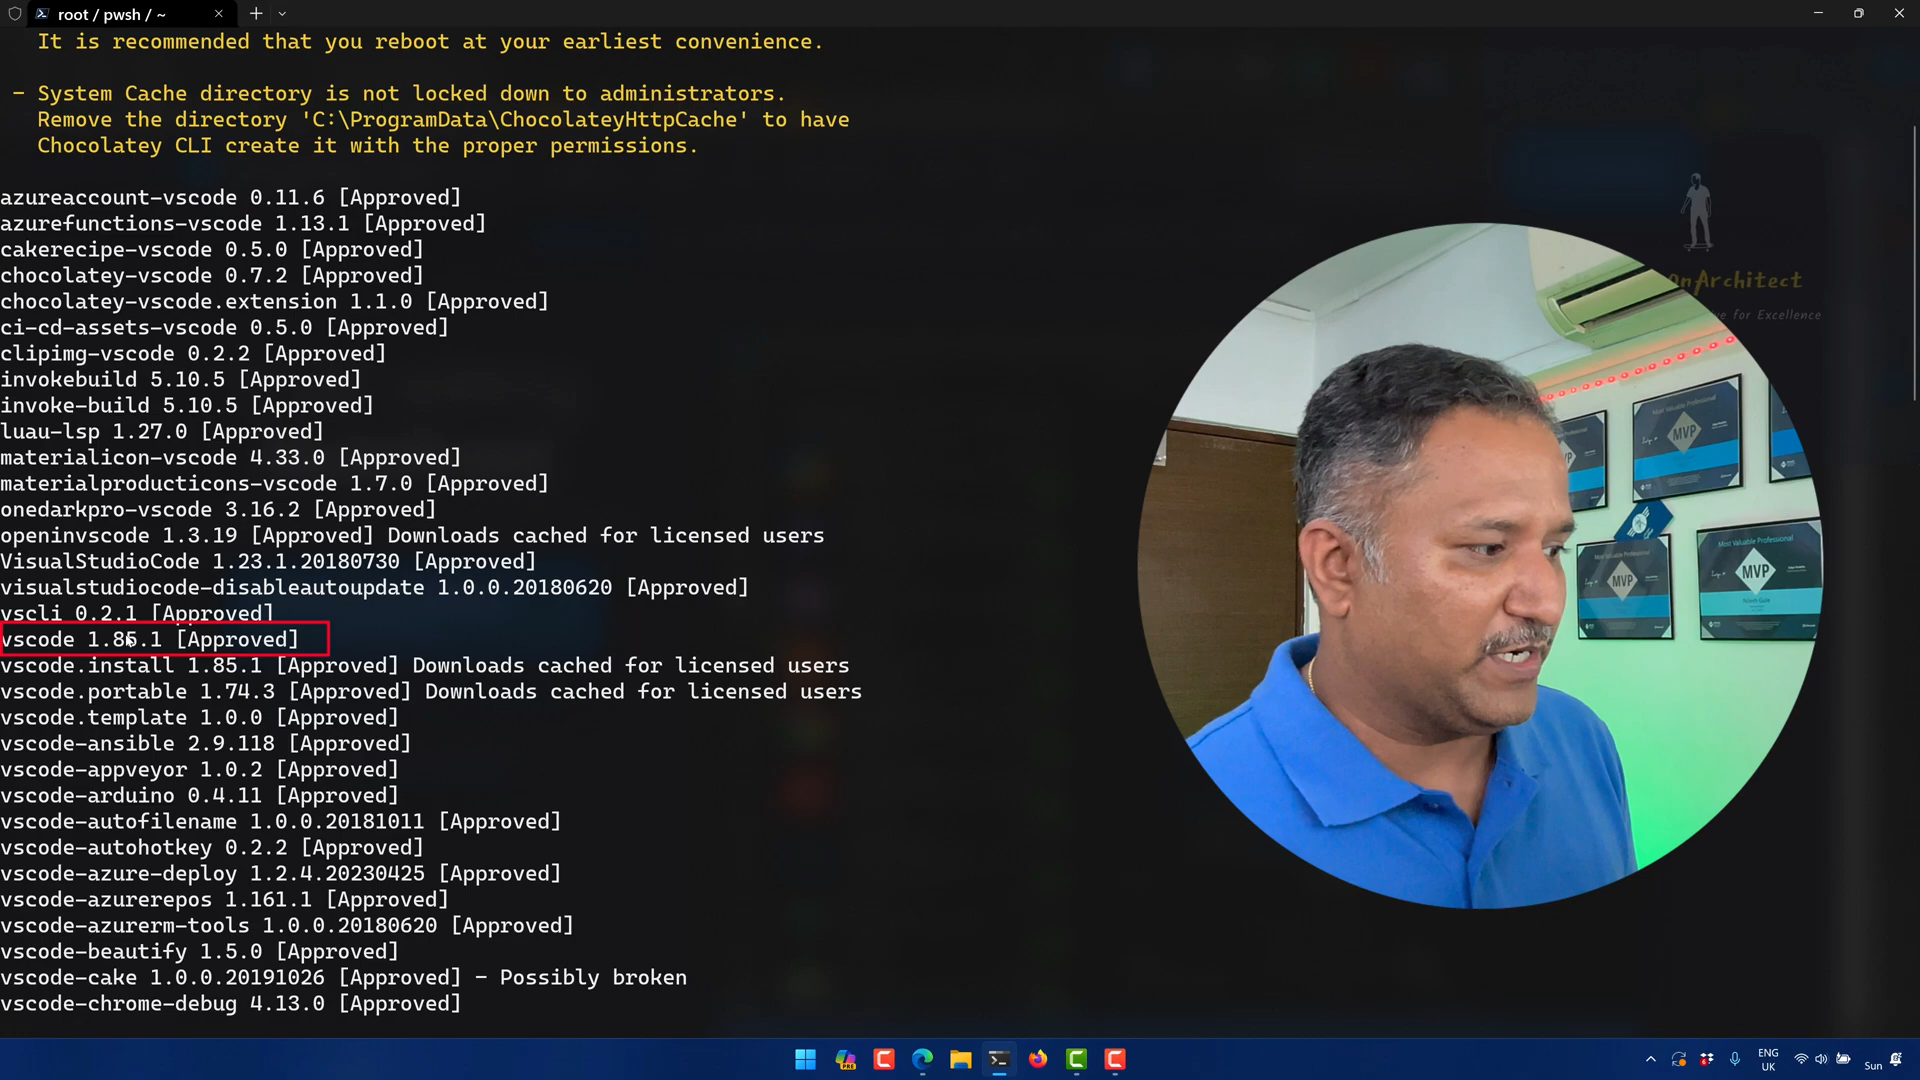 root / pwsh / ~
It is recommended that you reboot at your earliest convenience.
- System Cache directory is not locked down to administrators.
Remove the directory 'C:\ProgramData\ChocolateyHttpCache' to have
Chocolatey CLI create it with the proper permissions.
azureaccount-vscode 0.11.6 [Approved]
azurefunctions-vscode 1.13.1 [Approved]
cakerecipe-vscode 0.5.0 [Approved]
chocolatey-vscode 0.7.2 [Approved]
chocolatey-vscode.extension 1.1.0 [Approved]
ci-cd-assets-vscode 0.5.0 [Approved]
clipimg-vscode 0.2.2 [Approved]
invokebuild 5.10.5 [Approved]
invoke-build 5.10.5 [Approved]
luau-lsp 1.27.0 [Approved]
materialicon-vscode 4.33.0 [Approved]
materialproducticons-vscode 1.7.0 [Approved]
onedarkpro-vscode 3.16.2 [Approved]
openinvscode 1.3.19 [Approved] Downloads cached for licensed users
VisualStudioCode 1.23.1.20180730 [Approved]
visualstudiocode-disableautoupdate 1.0.0.20180620 [Approved]
vscli 0.2.1 [Approved]
vscode 1.85.1 [Approved]
vscode.install 1.85.1 [Approved] Downloads cached for licensed users
vscode.portable 1.74.3 [Approved] Downloads cached for licensed users
vscode.template 1.0.0 [Approved]
vscode-ansible 2.9.118 [Approved]
vscode-appveyor 1.0.2 [Approved]
vscode-arduino 0.4.11 [Approved]
vscode-autofilename 1.0.0.20181011 [Approved]
vscode-autohotkey 0.2.2 [Approved]
vscode-azure-deploy 1.2.4.20230425 [Approved]
vscode-azurerepos 1.161.1 [Approved]
vscode-azurerm-tools 1.0.0.20180620 [Approved]
vscode-beautify 1.5.0 [Approved]
vscode-cake 1.0.0.20191026 [Approved] - Possibly broken
vscode-chrome-debug 4.13.0 [Approved]
onArchitect
ve for Excellence
Most Valuable Professional
MVP
Most Valuable Professional
MVP
MVP
PRE
ENG
UK
Sun